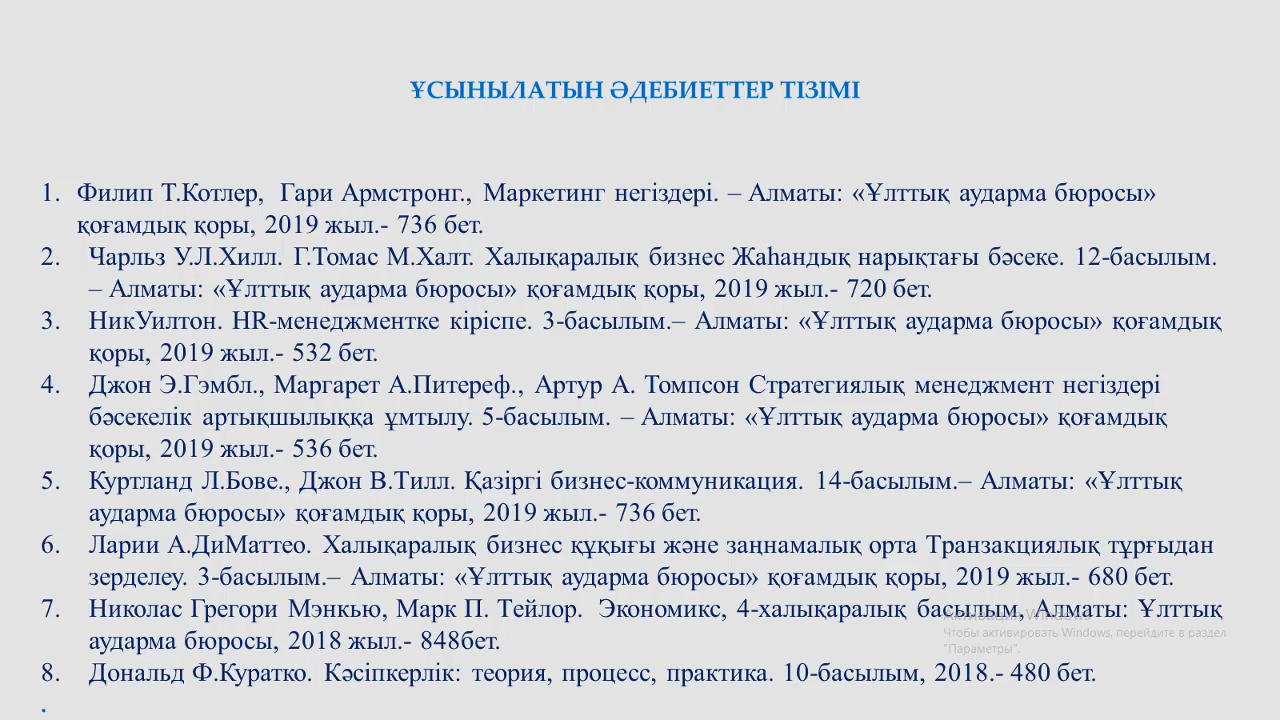 ҰСЫНЫЛАТЫН ӘДЕБИЕТТЕР ТІЗІМІ
1. Филип Т.Котлер, Гари Армстронг., Маркетинг негіздері. – Алматы: «Ұлттық аударма бюросы»
қоғамдық қоры, 2019 жыл.- 736 бет.
2. Чарльз У.Л.Хилл. Г.Томас М.Халт. Халықаралық бизнес Жаһандық нарықтағы бәсеке. 12-басылым.
– Алматы: «Ұлттық аударма бюросы» қоғамдық қоры, 2019 жыл.- 720 бет.
3. НикУилтон. HR-менеджментке кіріспе. 3-басылым.– Алматы: «Ұлттық аударма бюросы» қоғамдық
қоры, 2019 жыл.- 532 бет.
4. Джон Э.Гэмбл., Маргарет А.Питереф., Артур А. Томпсон Стратегиялық менеджмент негіздері
бәсекелік артықшылыққа ұмтылу. 5-басылым. – Алматы: «Ұлттық аударма бюросы» қоғамдық
қоры, 2019 жыл.- 536 бет.
5. Куртланд Л.Бове., Джон В.Тилл. Қазіргі бизнес-коммуникация. 14-басылым.– Алматы: «Ұлттық
аударма бюросы» қоғамдық қоры, 2019 жыл.- 736 бет.
6. Ларии А.ДиМаттео. Халықаралық бизнес құқығы және заңнамалық орта Транзакциялық тұрғыдан
зерделеу. 3-басылым.– Алматы: «Ұлттық аударма бюросы» қоғамдық қоры, 2019 жыл.- 680 бет.
7. Николас Грегори Мэнкью, Марк П. Тейлор. Экономикс, 4-халықаралық басылым, Алматы: Ұлттық
аударма бюросы, 2018 жыл.- 848бет.
8. Дональд Ф.Куратко. Кәсіпкерлік: теория, процесс, практика. 10-басылым, 2018.- 480 бет.
.
Активация Windows
Чтобы активировать Windows, перейдите в раздел
"Параметры".